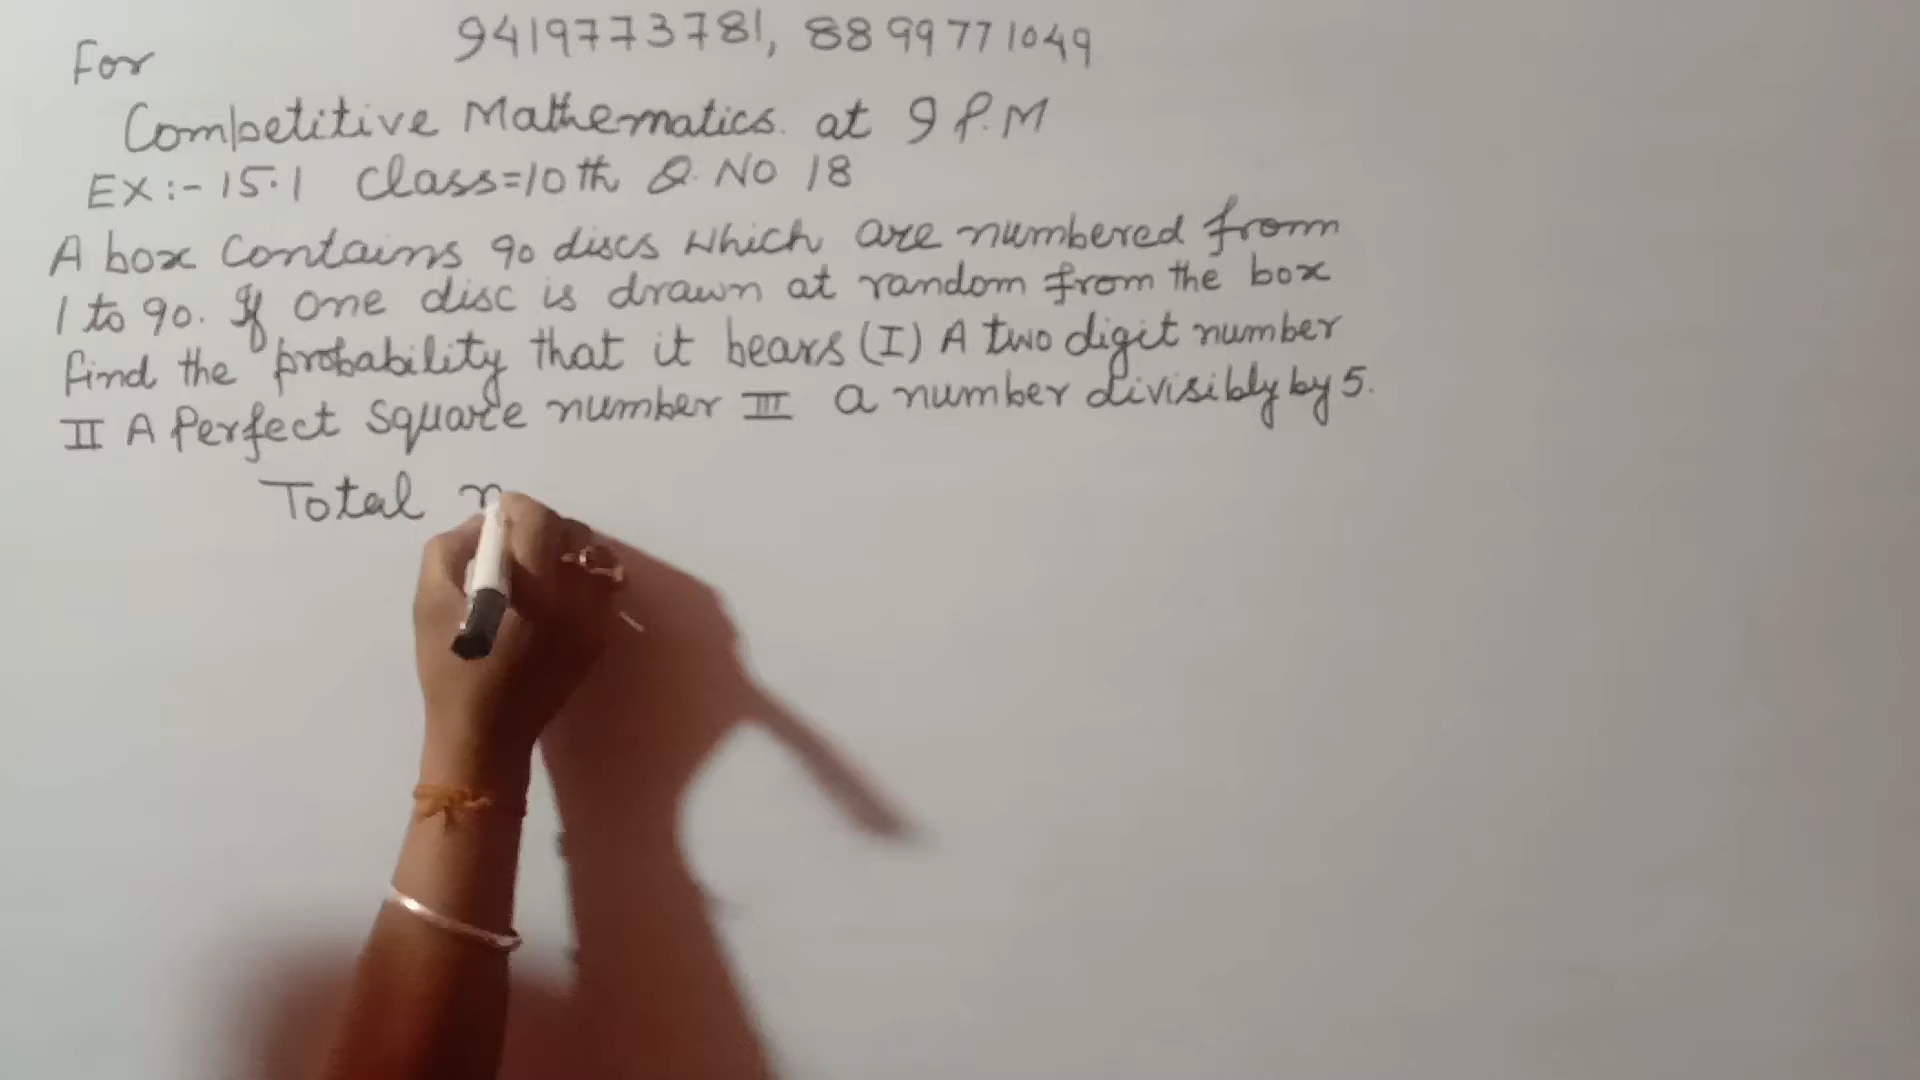 9419773781, 8899771049
For
Competitive Mathematics. at 9 P.M
EX:- 15.1 Class=10th Q. NO 18
A box contains 90 discs which are numbered from
1 to 90. If one disc is drawn at random from the box
find the probability that it bears (I) A two digit number
II A Perfect Square number III a number divisibly by 5.
Total n